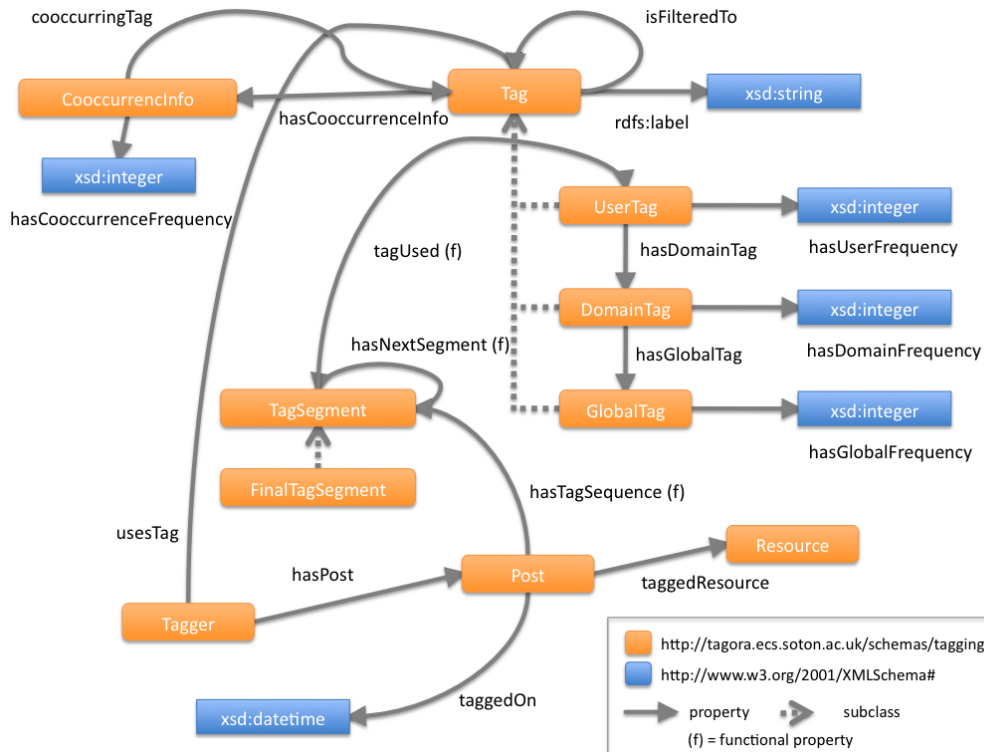 cooccurringTag
isFilteredTo
CooccurrencInfo
Tag
xsd:string
hasCooccurrenceInfo
rdfs:label
xsd:integer
hasCooccurrenceFrequency
UserTag
xsd:integer
hasUserFrequency
tagUsed (f)
hasDomainTag
DomainTag
xsd:integer
hasDomainFrequency
hasNextSegment (f)
hasGlobalTag
TagSegment
GlobalTag
xsd:integer
hasGlobalFrequency
FinalTagSegment
hasTagSequence (f)
usesTag
Resource
hasPost
Post
taggedResource
Tagger
http://tagora.ecs.soton.ac.uk/schemas/tagging
http://www.w3.org/2001/XMLSchema#
taggedOn
xsd:datetime
property
subclass
(f) = functional property